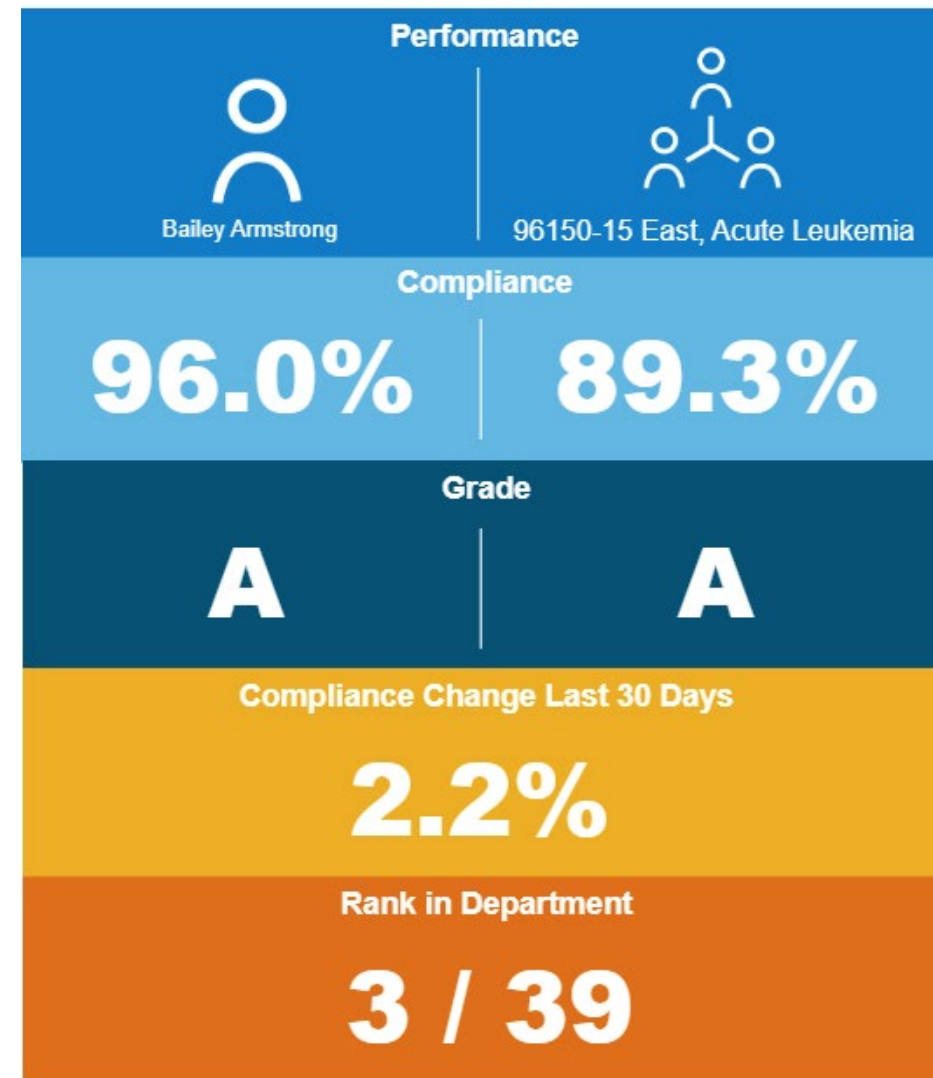 Performance
Bailey Armstrong
96150-15 East, Acute Leukemia
Compliance
96.0%
89.3%
Grade
A
A
Compliance Change Last 30 Days
2.2%
Rank in Department
3 / 39